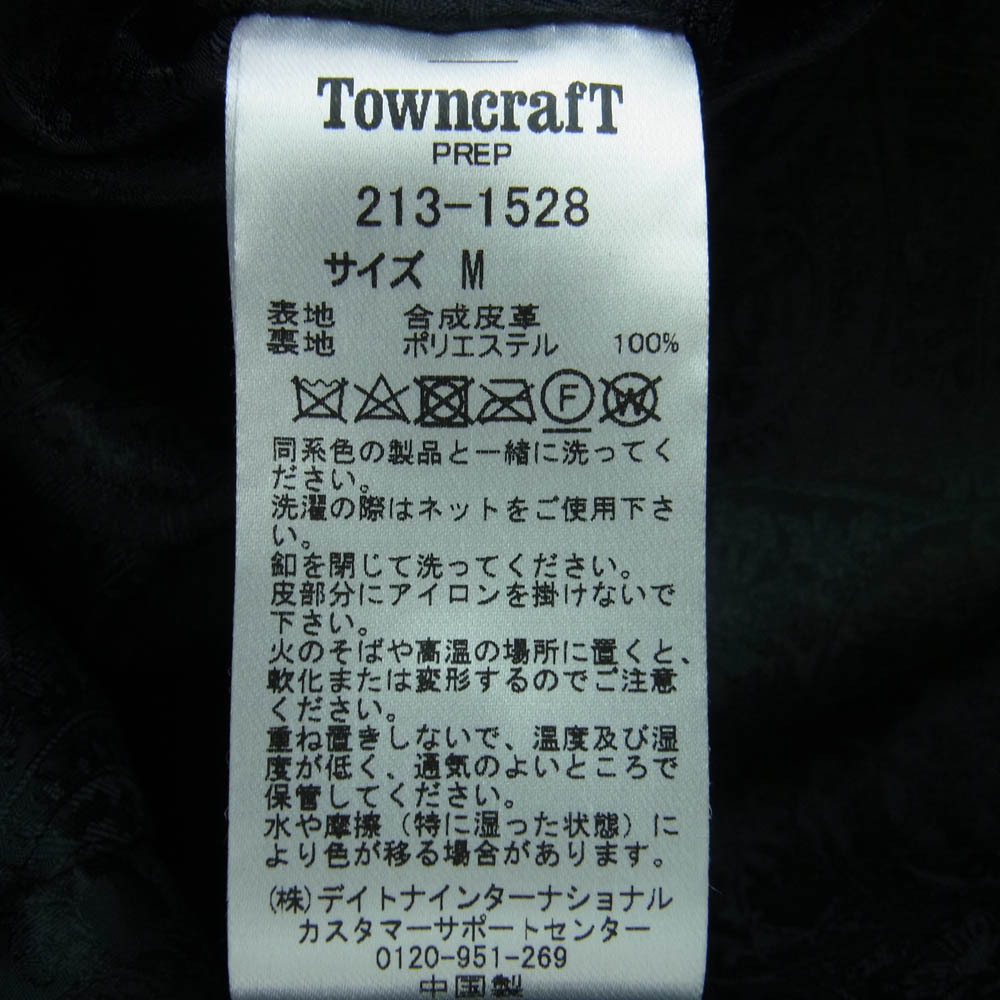 TowncrafT
PREP
213-1528
サイズ M
表地 合成皮革
裏地 ポリエステル 100%
F W
同系色の製品と一緒に洗ってく
ださい。
洗濯の際はネットをご使用下さ
い。
釦を閉じて洗ってください。
皮部分にアイロンを掛けないで
下さい。
火のそばや高温の場所に置くと、
軟化または変形するのでご注意
ください。
重ね置きしないで、温度及び湿
度が低く、通気のよいところで
保管してください。
水や摩擦（特に湿った状態）に
より色が移る場合があります。
(株)デイトナインターナショナル
カスタマーサポートセンター
0120-951-269
中国製